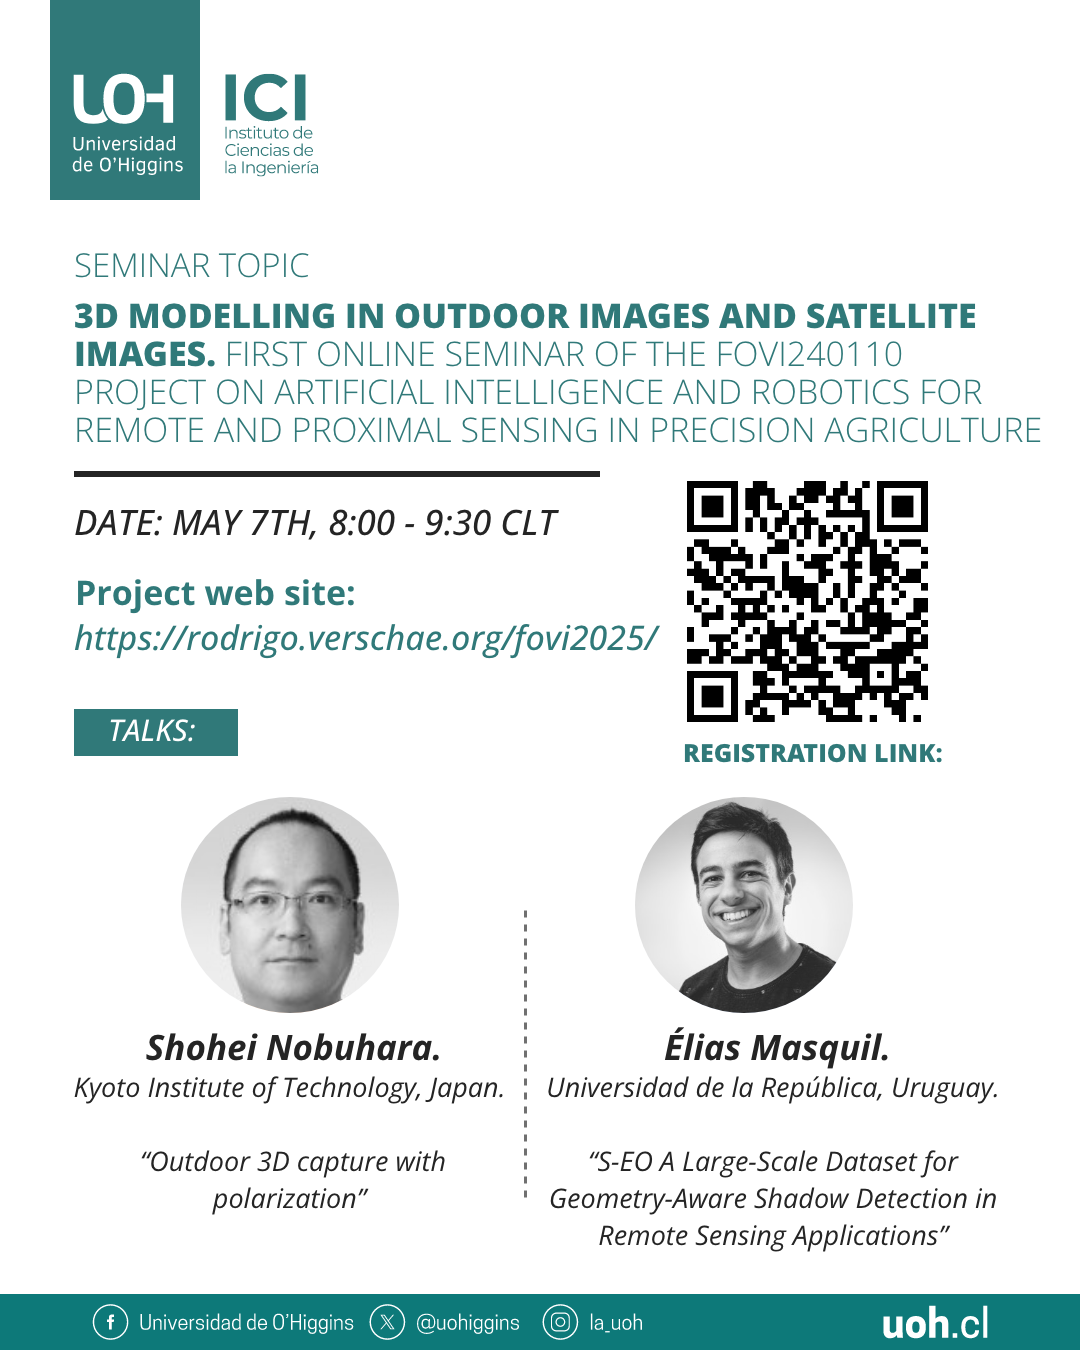 UOH
Universidad
de O'Higgins
ICI
Instituto de
Ciencias de
la Ingeniería
SEMINAR TOPIC
3D MODELLING IN OUTDOOR IMAGES AND SATELLITE
IMAGES. FIRST ONLINE SEMINAR OF THE FOVI240110
PROJECT ON ARTIFICIAL INTELLIGENCE AND ROBOTICS FOR
REMOTE AND PROXIMAL SENSING IN PRECISION AGRICULTURE
DATE: MAY 7TH, 8:00 - 9:30 CLT
Project web site:
https://rodrigo.verschae.org/fovi2025/
TALKS:
REGISTRATION LINK:
Shohei Nobuhara.
Kyoto Institute of Technology, Japan.
“Outdoor 3D capture with
polarization”
Élias Masquil.
Universidad de la República, Uruguay.
“S-EO A Large-Scale Dataset for
Geometry-Aware Shadow Detection in
Remote Sensing Applications”
Universidad de O'Higgins
@uohiggins
la_uoh
uoh.cl